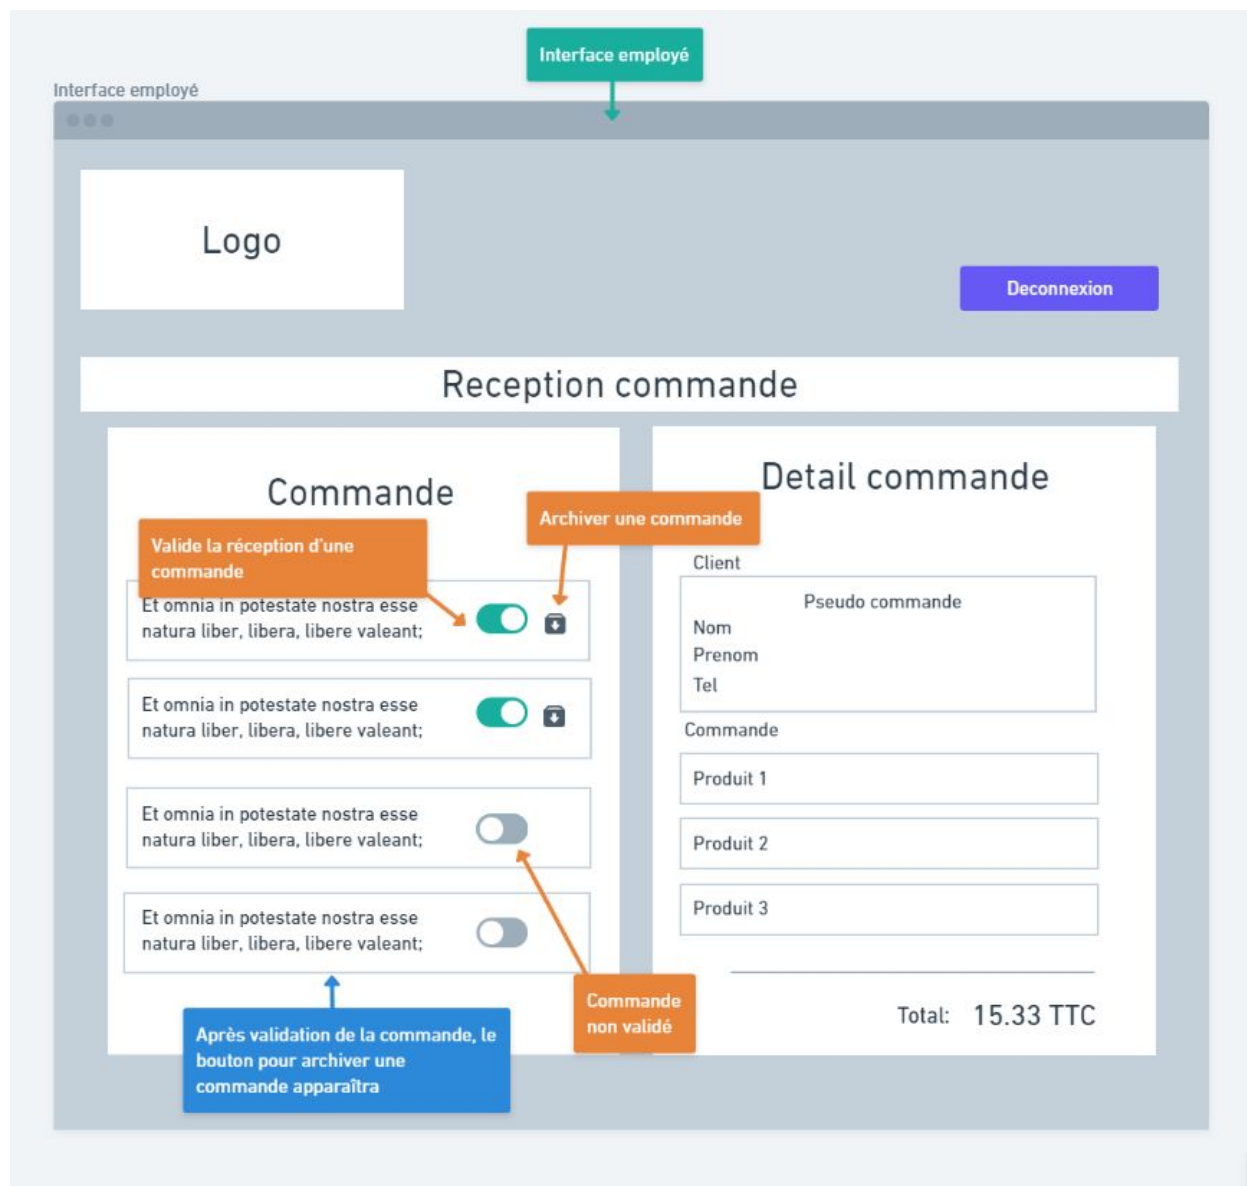 Interface employé
Interface employé
Logo
Deconnexion
Reception commande
Commande
Valide la réception d'une
commande
Archiver une commande
Et omnia in potestate nostra esse
natura liber, libera, libere valeant;
Et omnia in potestate nostra esse
natura liber, libera, libere valeant;
Et omnia in potestate nostra esse
natura liber, libera, libere valeant;
Et omnia in potestate nostra esse
natura liber, libera, libere valeant;
Commande
non validé
Après validation de la commande, le
bouton pour archiver une
commande apparaîtra
Detail commande
Client
Pseudo commande
Nom
Prenom
Tel
Commande
Produit 1
Produit 2
Produit 3
Total: 15.33 TTC